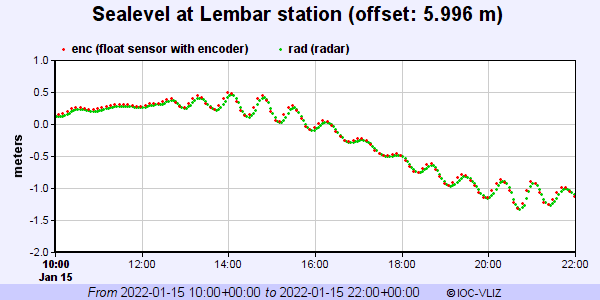 Sealevel at Lembar station (offset: 5.996 m)
enc (float sensor with encoder) rad (radar)
1.0
0.5
0.0
-0.5
-1.0
-1.5
-2.0
meters
10:00 12:00 14:00 16:00 18:00 20:00 22:00
Jan 15
From 2022-01-15 10:00+00:00 to 2022-01-15 22:00+00:00 © IOC-VLIZ